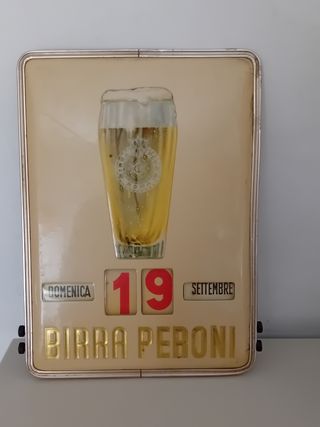 DOMENICA 19 SETTEMBRE
BIRRA PERONI